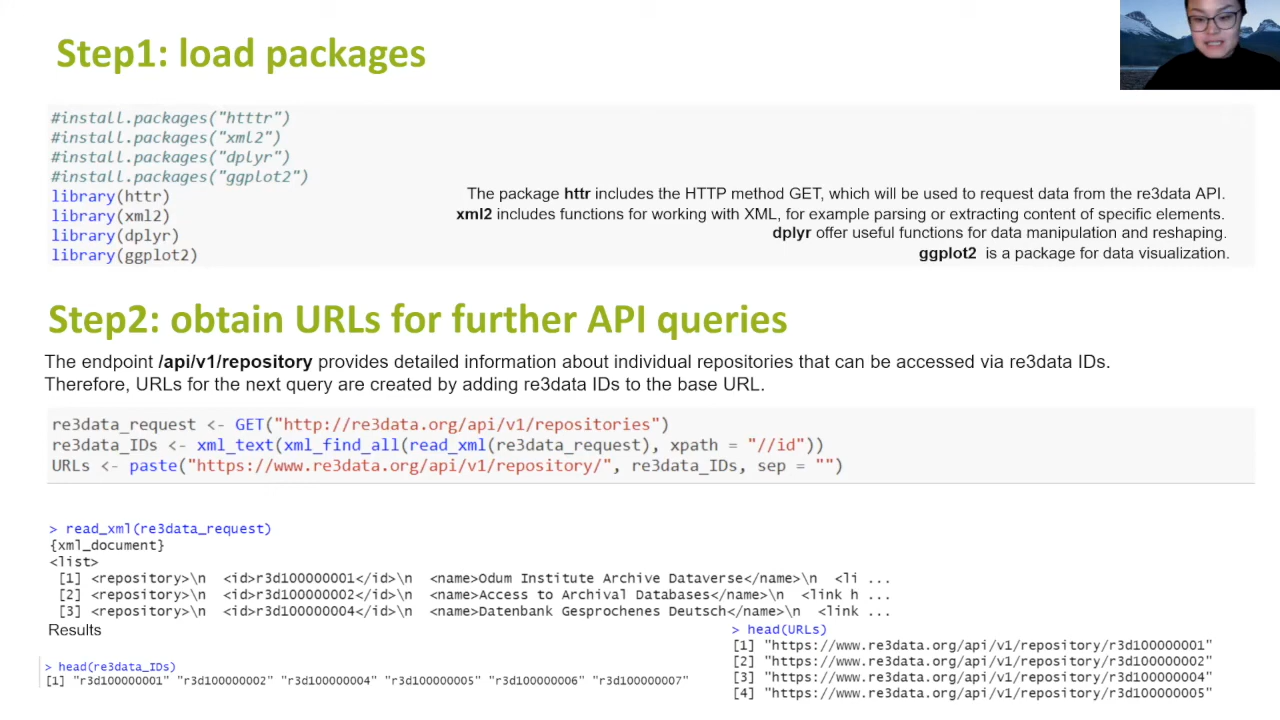 Step1: load packages
#install.packages("htttr")
#install.packages("xml2")
#install.packages("dplyr")
#install.packages("ggplot2")
library(httr)
library(xml2)
library(dplyr)
library(ggplot2)
The package httr includes the HTTP method GET, which will be used to request data from the re3data API.
xml2 includes functions for working with XML, for example parsing or extracting content of specific elements.
dplyr offer useful functions for data manipulation and reshaping.
ggplot2 is a package for data visualization.
Step2: obtain URLs for further API queries
The endpoint /api/v1/repository provides detailed information about individual repositories that can be accessed via re3data IDs.
Therefore, URLs for the next query are created by adding re3data IDs to the base URL.
re3data_request <- GET("http://re3data.org/api/v1/repositories")
re3data_IDs <- xml_text(xml_find_all(read_xml(re3data_request), xpath = "//id"))
URLs <- paste("https://www.re3data.org/api/v1/repository/", re3data_IDs, sep = "")
> read_xml(re3data_request)
{xml_document}
<list>
[1] <repository>\n  <id>r3d100000001</id>\n  <name>Odum Institute Archive Dataverse</name>\n  <li ...
[2] <repository>\n  <id>r3d100000002</id>\n  <name>Access to Archival Databases</name>\n  <link h ...
[3] <repository>\n  <id>r3d100000004</id>\n  <name>Datenbank Gesprochenes Deutsch</name>\n  <link ...
Results
> head(re3data_IDs)
[1] "r3d100000001" "r3d100000002" "r3d100000004" "r3d100000005" "r3d100000006" "r3d100000007"
> head(URLs)
[1] "https://www.re3data.org/api/v1/repository/r3d100000001"
[2] "https://www.re3data.org/api/v1/repository/r3d100000002"
[3] "https://www.re3data.org/api/v1/repository/r3d100000004"
[4] "https://www.re3data.org/api/v1/repository/r3d100000005"